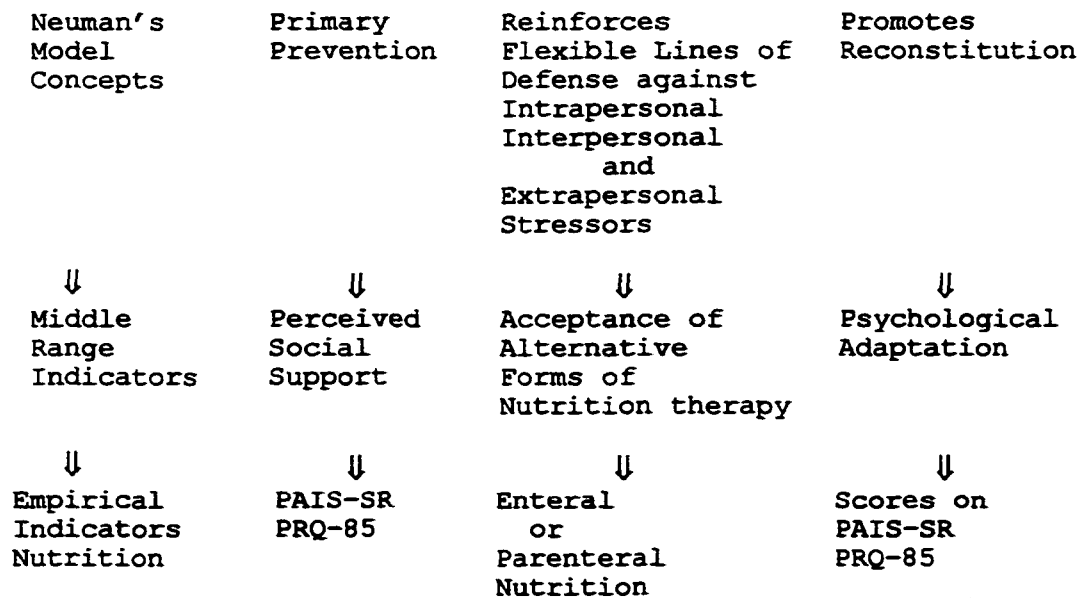 Neuman's Primary Reinforces Promotes
Model Prevention Flexible Lines of Reconstitution
Concepts Defense against
Intrapersonal
Interpersonal
and
Extrapersonal
Stressors
⇓ ⇓ ⇓ ⇓
Middle Perceived Acceptance of Psychological
Range Social Alternative Adaptation
Indicators Support Forms of
Nutrition therapy
⇓ ⇓ ⇓ ⇓
Empirical PAIS-SR Enteral Scores on
Indicators PRQ-85 or PAIS-SR
Nutrition Parenteral PRQ-85
Nutrition